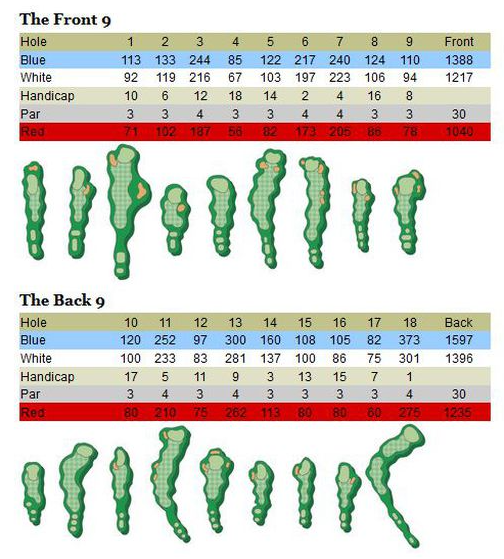 The Front 9
Hole 1 2 3 4 5 6 7 8 9 Front
Blue 113 133 244 85 122 217 240 124 110 1388
White 92 119 216 67 103 197 223 106 94 1217
Handicap 10 6 12 18 14 2 4 16 8
Par 3 3 4 3 3 4 4 3 3 30
Red 71 102 187 56 82 173 205 86 78 1040
The Back 9
Hole 10 11 12 13 14 15 16 17 18 Back
Blue 120 252 97 300 160 108 105 82 373 1597
White 100 233 83 281 137 100 86 75 301 1396
Handicap 17 5 11 9 3 13 15 7 1
Par 3 4 3 4 3 3 3 3 4 30
Red 80 210 75 262 113 80 80 60 275 1235